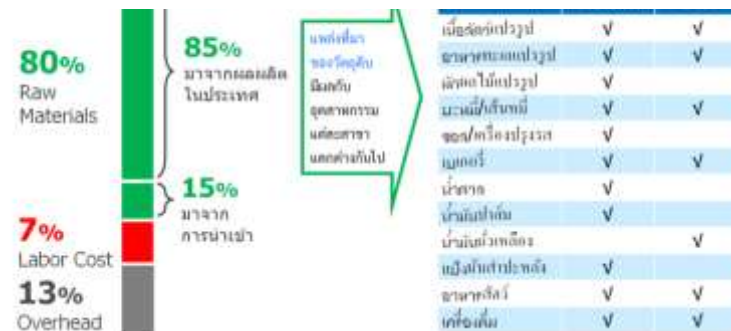 80%
Raw
Materials
7%
Labor Cost
13%
Overhead
85%
มาจากผลผลิต
ในประเทศ
15%
มาจาก
การนำเข้า
แหล่งที่มา
ของวัตถุดิบ
มีผลกับ
อุตสาหกรรม
แต่ละสาขา
แตกต่างกันไป
เนื้อสัตว์แปรรูป √ √
อาหารทะเลแปรรูป √ √
ผักผลไม้แปรรูป √
บะหมี่/เส้นหมี่ √ √
ซอส/เครื่องปรุงรส √
เบเกอรี่ √ √
น้ำตาล √
น้ำมันปาล์ม √
น้ำมันถั่วเหลือง √
แป้งมันสำปะหลัง √
อาหารสัตว์ √ √
เครื่องดื่ม √ √